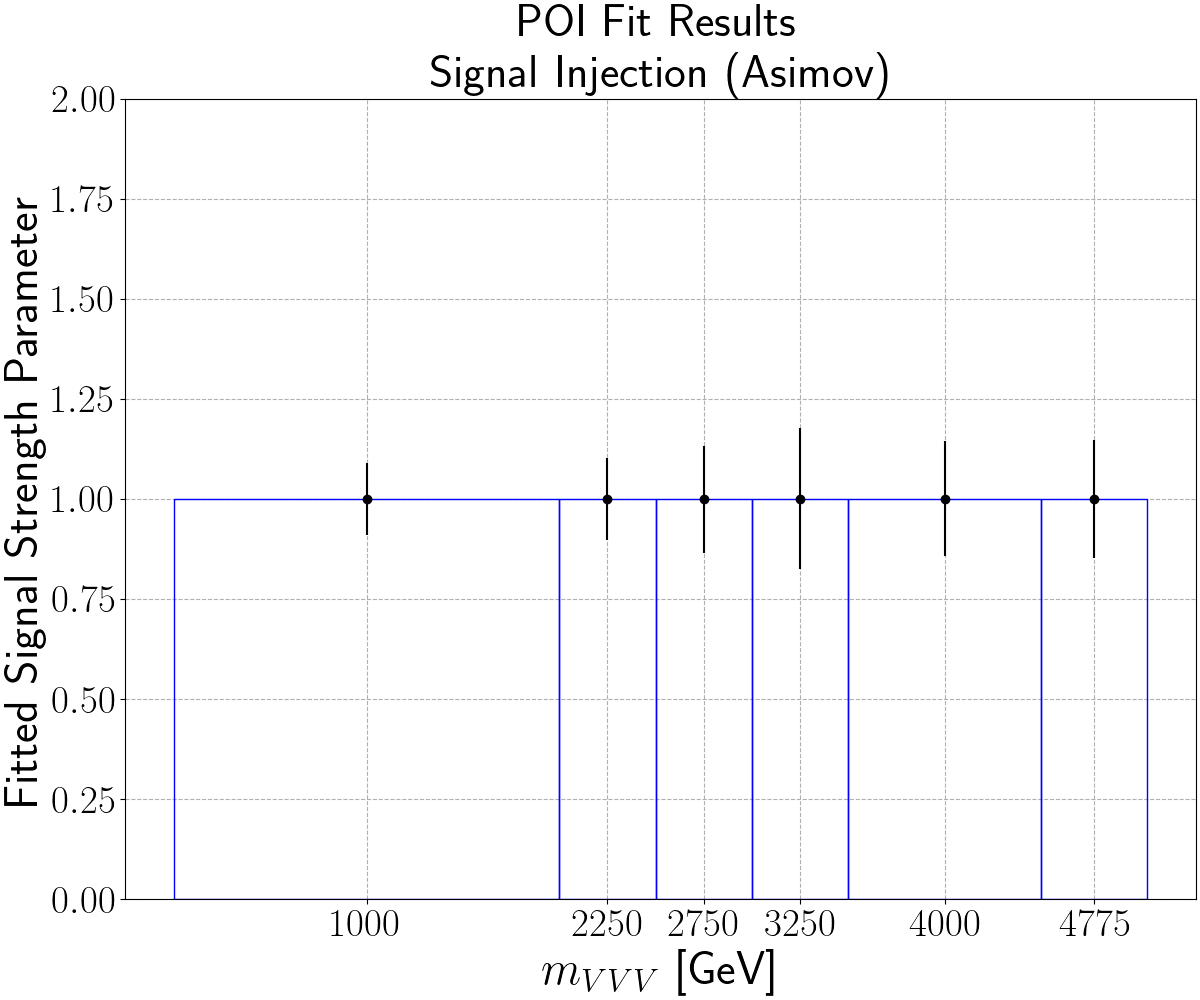 POI Fit Results
Signal Injection (Asimov)
Fitted Signal Strength Parameter
2.00
1.75
1.50
1.25
1.00
0.75
0.50
0.25
0.00
1000 2250 2750 3250 4000 4775
m_{VVV} [GeV]